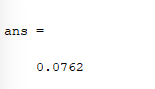 ans =
0.0762